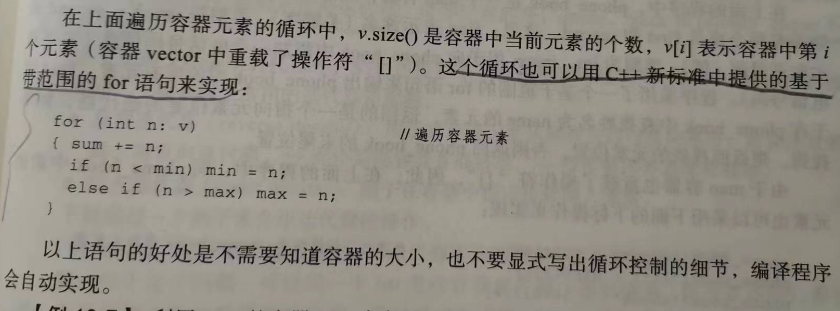 在上面遍历容器元素的循环中，v.size() 是容器中当前元素的个数，v[i] 表示容器中第 i
个元素（容器 vector 中重载了操作符“[]”）。这个循环也可以用 C++ 新标准中提供的基于
带范围的 for 语句来实现：
for (int n: v) //遍历容器元素
{ sum += n;
if (n < min) min = n;
else if (n > max) max = n;
}
以上语句的好处是不需要知道容器的大小，也不要显式写出循环控制的细节，编译程序
会自动实现。